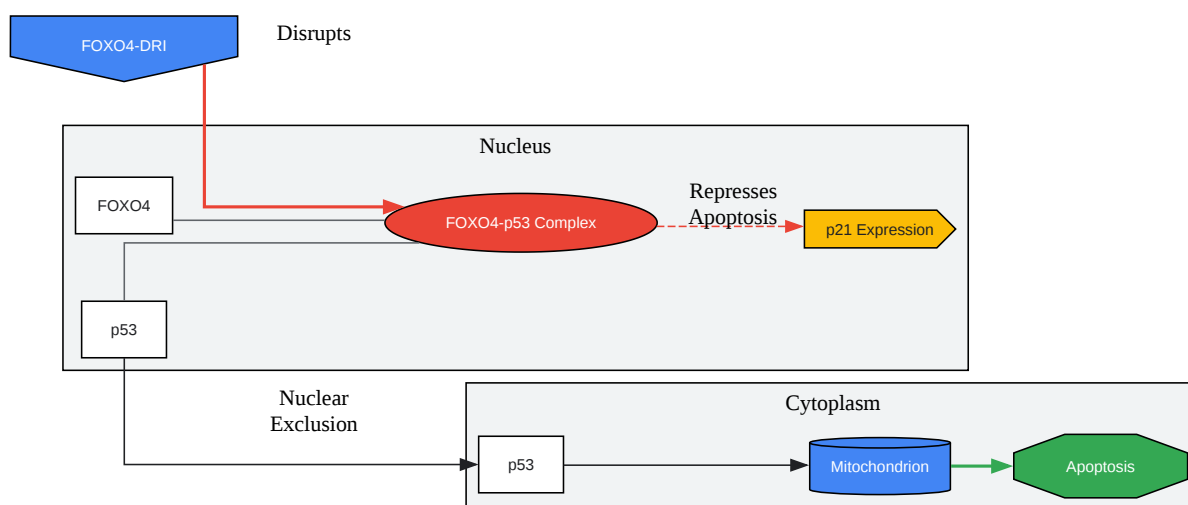 FOXO4-DRI
Disrupts
Nucleus
FOXO4
FOXO4-p53 Complex
Represses
Apoptosis
p21 Expression
p53
Nuclear
Exclusion
Cytoplasm
p53
Mitochondrion
Apoptosis